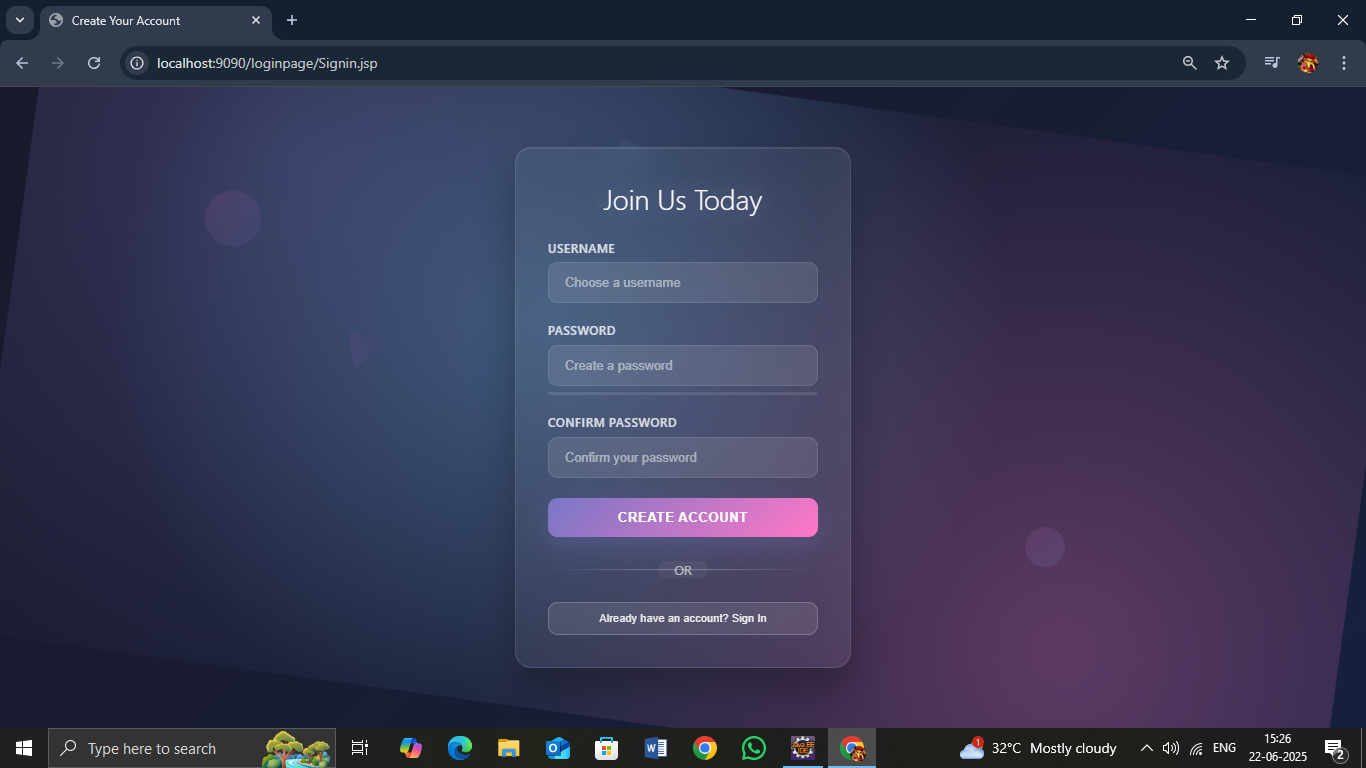 Create Your Account
localhost:9090/loginpage/Signin.jsp
Join Us Today
USERNAME
Choose a username
PASSWORD
Create a password
CONFIRM PASSWORD
Confirm your password
CREATE ACCOUNT
OR
Already have an account? Sign In
Type here to search
1
32°C Mostly cloudy
ENG
15:26
22-06-2025
2